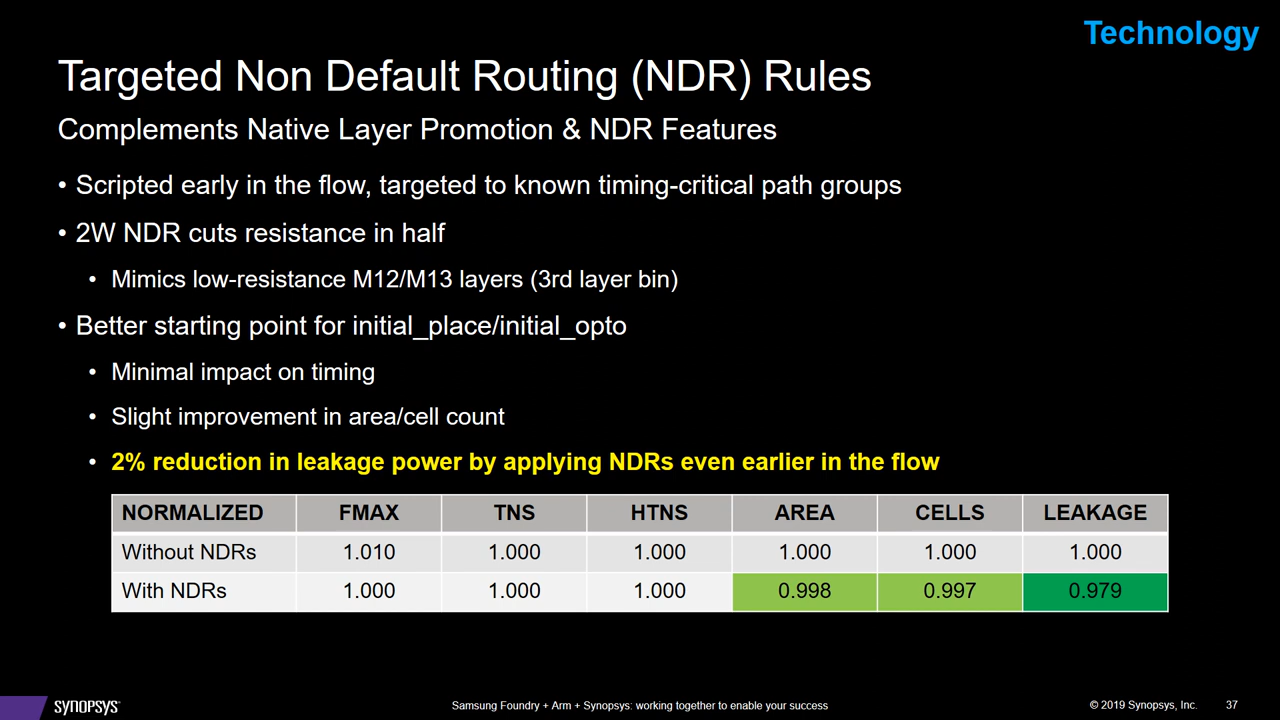 Technology
Targeted Non Default Routing (NDR) Rules
Complements Native Layer Promotion & NDR Features
• Scripted early in the flow, targeted to known timing-critical path groups
• 2W NDR cuts resistance in half
• Mimics low-resistance M12/M13 layers (3rd layer bin)
• Better starting point for initial_place/initial_opto
• Minimal impact on timing
• Slight improvement in area/cell count
• 2% reduction in leakage power by applying NDRs even earlier in the flow
NORMALIZED FMAX TNS HTNS AREA CELLS LEAKAGE
Without NDRs 1.010 1.000 1.000 1.000 1.000 1.000
With NDRs 1.000 1.000 1.000 0.998 0.997 0.979
SYNOPSYS Samsung Foundry + Arm + Synopsys: working together to enable your success © 2019 Synopsys, Inc. 37